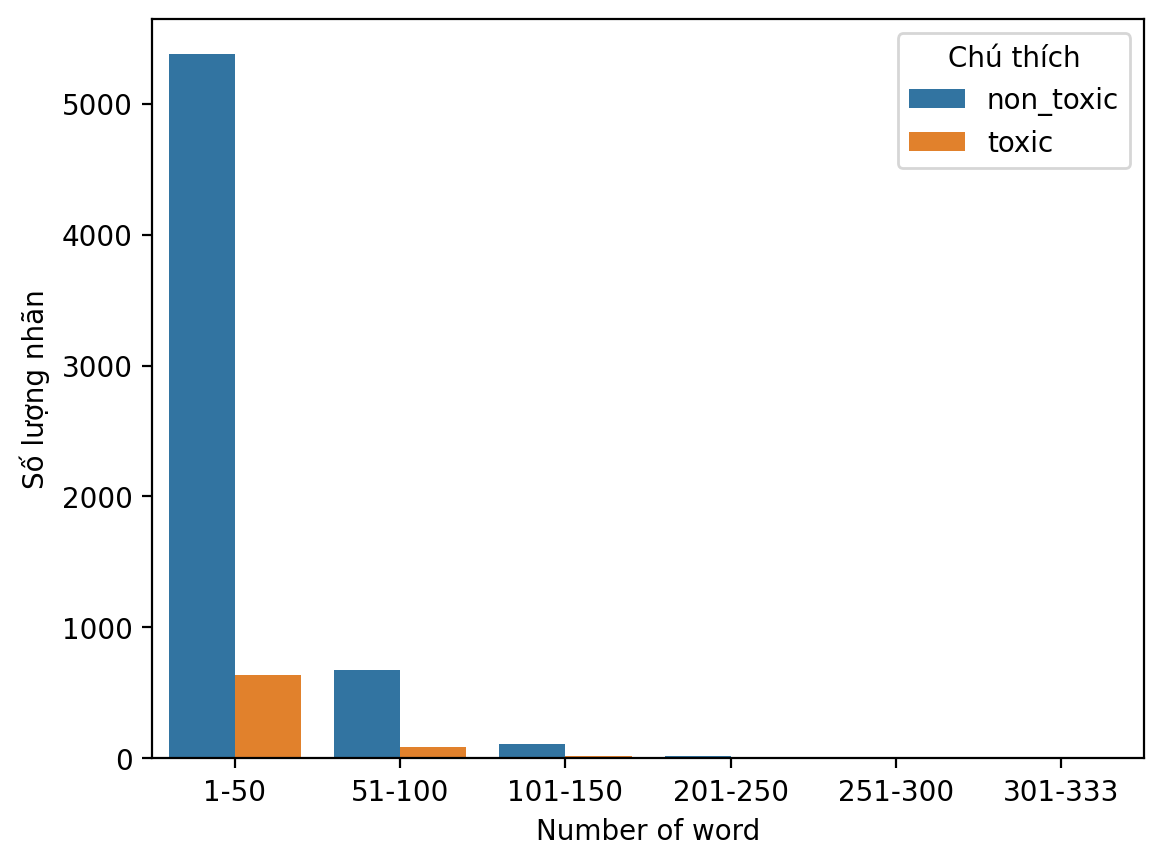 Chú thích
non_toxic
toxic
Số lượng nhãn
5000
4000
3000
2000
1000
0
1-50
51-100
101-150
201-250
251-300
301-333
Number of word